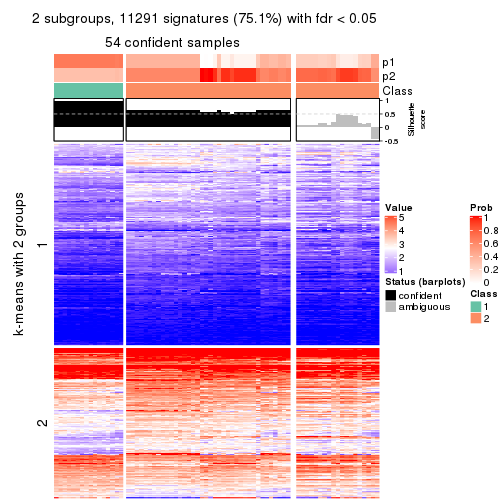 2 subgroups, 11291 signatures (75.1%) with fdr < 0.05
54 confident samples
p1
p2
Class
1
0.5
0
-0.5
Silhouette
score
k-means with 2 groups
1
2
Value
5
4
3
2
1
Status (barplots)
confident
ambiguous
Prob
1
0.8
0.6
0.4
0.2
0
Class
1
2